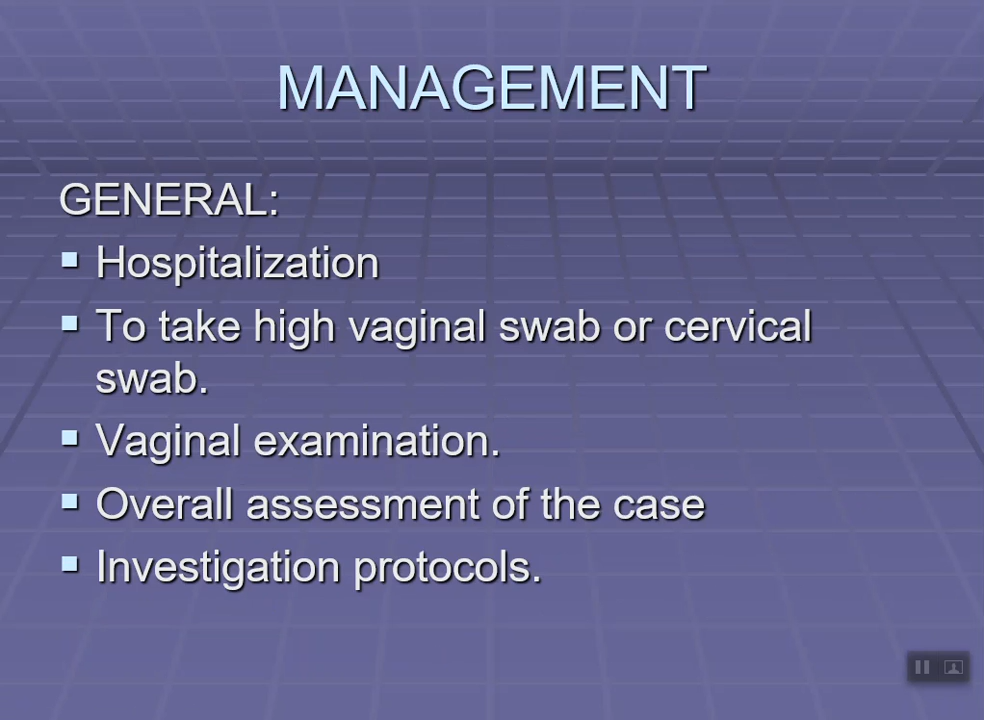 MANAGEMENT
GENERAL:
▪ Hospitalization
▪ To take high vaginal swab or cervical
swab.
▪ Vaginal examination.
▪ Overall assessment of the case
▪ Investigation protocols.